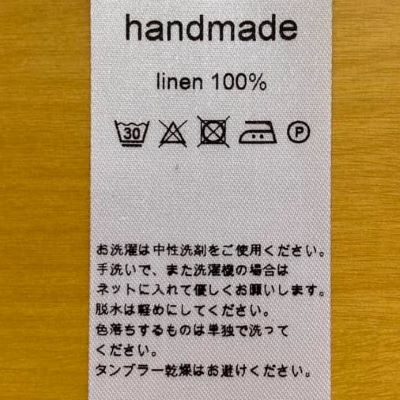 handmade
linen 100%
30 P
お洗濯は中性洗剤をご使用ください。
手洗いで、また洗濯機の場合は
ネットに入れて優しくお願いします。
脱水は軽めにしてください。
色落ちするものは単独で洗って
ください。
タンブラー乾燥はお避けください。